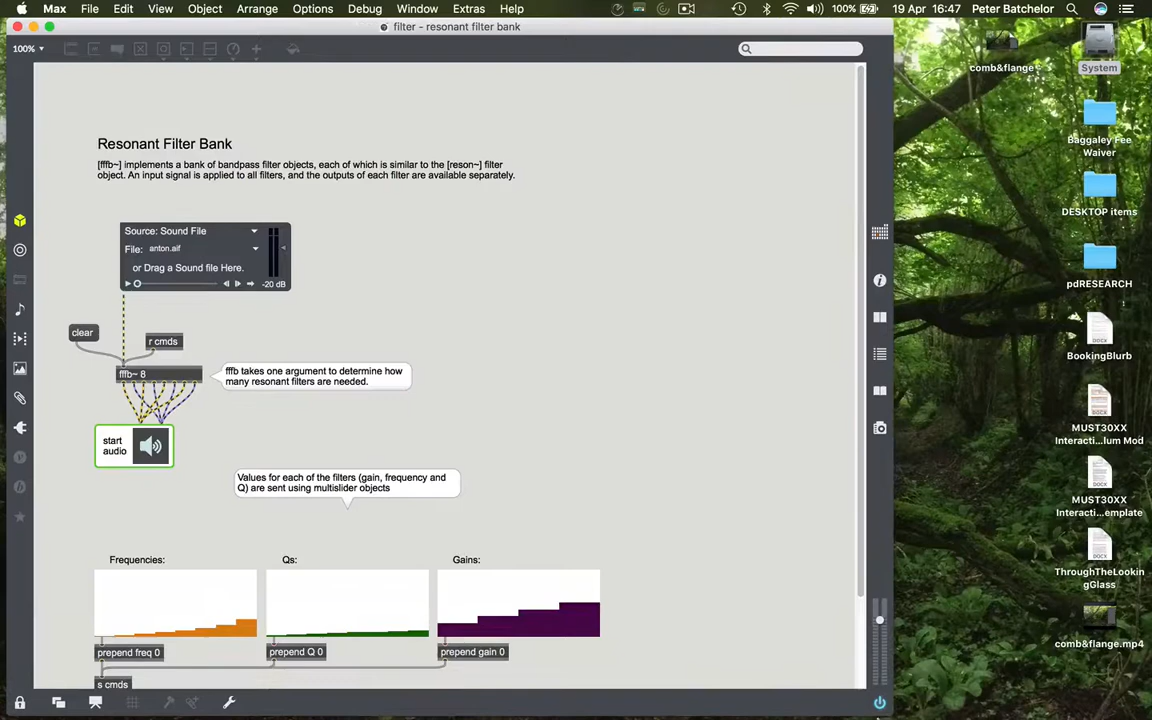 Max File Edit View Object Arrange Options Debug Window Extras Help
100% 19 Apr 16:47 Peter Batchelor
filter - resonant filter bank
100%
comb&flange
System
Resonant Filter Bank
[fffb~] implements a bank of bandpass filter objects, each of which is similar to the [reson~] filter
object. An input signal is applied to all filters, and the outputs of each filter are available separately.
Baggaley Fee
Waiver
DESKTOP items
Source: Sound File
File: anton.aif
or Drag a Sound file Here.
-20 dB
pdRESEARCH
clear
r cmds
fffb~ 8
fffb takes one argument to determine how
many resonant filters are needed.
BookingBlurb
start
audio
MUST30XX
Interacti...lum Mod
Values for each of the filters (gain, frequency and
Q) are sent using multislider objects
MUST30XX
Interacti...emplate
Frequencies: Qs: Gains:
ThroughTheLookin
gGlass
prepend freq 0 prepend Q 0 prepend gain 0
s cmds
comb&flange.mp4